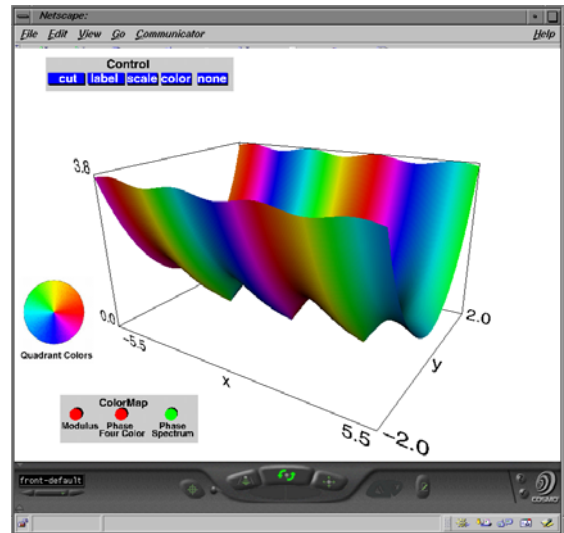 Netscape:
File Edit View Go Communicator Help
Control
cut label scale color none
3.8
0.0
-5.5
x
5.5
-2.0
y
2.0
Quadrant Colors
ColorMap
Modulus Phase Four Color Phase Spectrum
front-default
COSMO